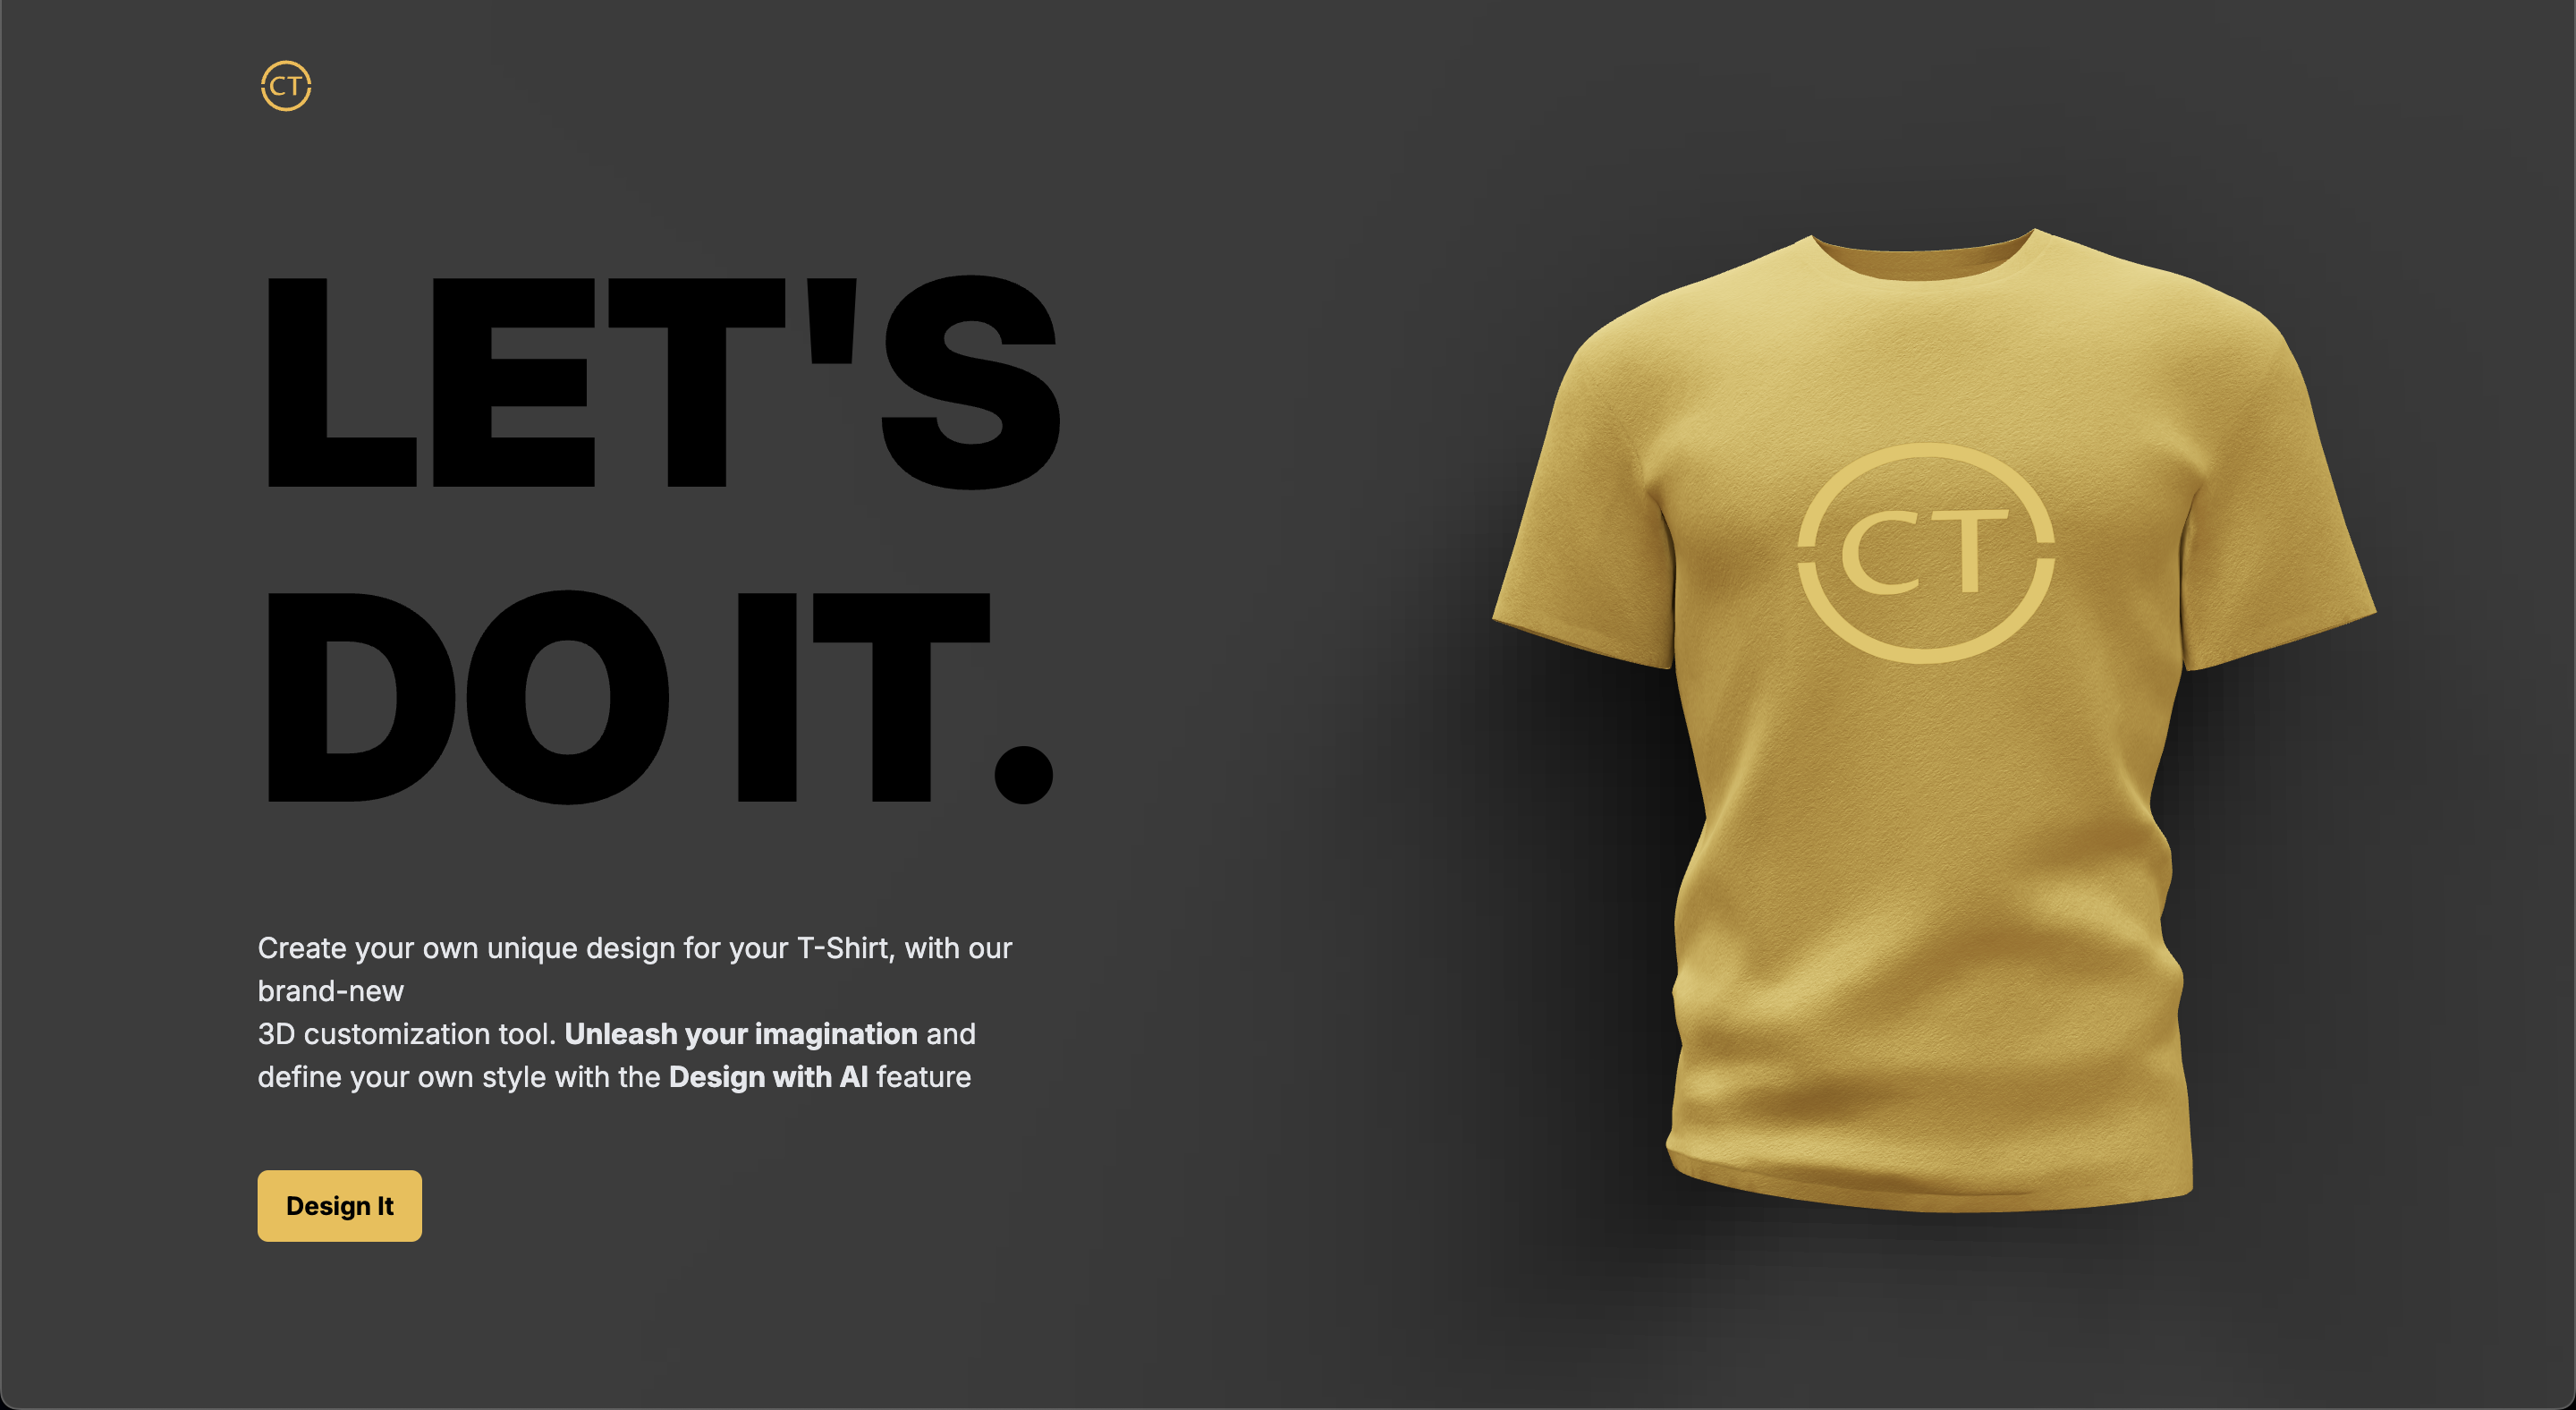 CT
LET'S
DO IT.
Create your own unique design for your T-Shirt, with our
brand-new
3D customization tool. Unleash your imagination and
define your own style with the Design with AI feature
Design It
CT